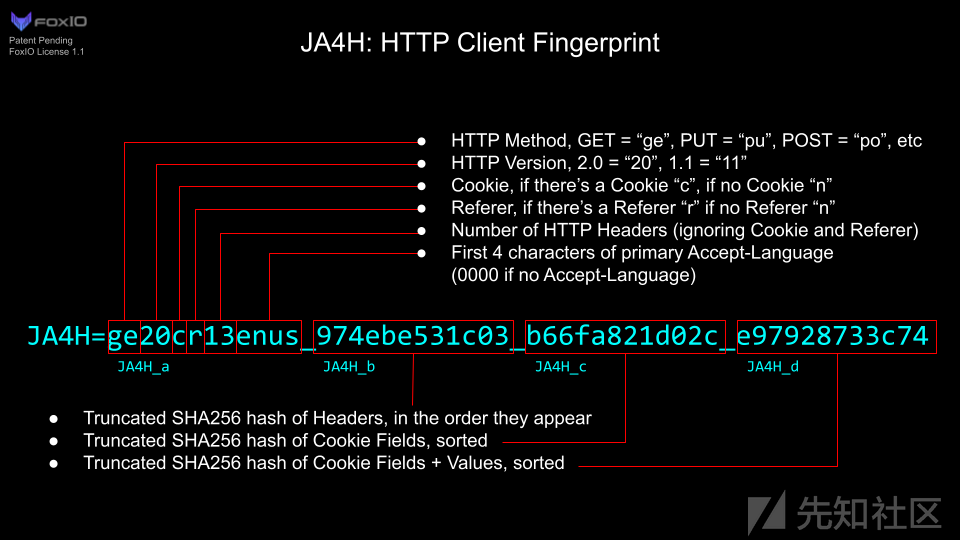 FOXIO
Patent Pending
FoxIO License 1.1
JA4H: HTTP Client Fingerprint
● HTTP Method, GET = “ge”, PUT = “pu”, POST = “po”, etc
● HTTP Version, 2.0 = “20”, 1.1 = “11”
● Cookie, if there’s a Cookie “c”, if no Cookie “n”
● Referer, if there’s a Referer “r” if no Referer “n”
● Number of HTTP Headers (ignoring Cookie and Referer)
● First 4 characters of primary Accept-Language
(0000 if no Accept-Language)
JA4H=ge20cr13enus_974ebe531c03_b66fa821d02c_e97928733c74
JA4H_a JA4H_b JA4H_c JA4H_d
● Truncated SHA256 hash of Headers, in the order they appear
● Truncated SHA256 hash of Cookie Fields, sorted
● Truncated SHA256 hash of Cookie Fields + Values, sorted
先知社区